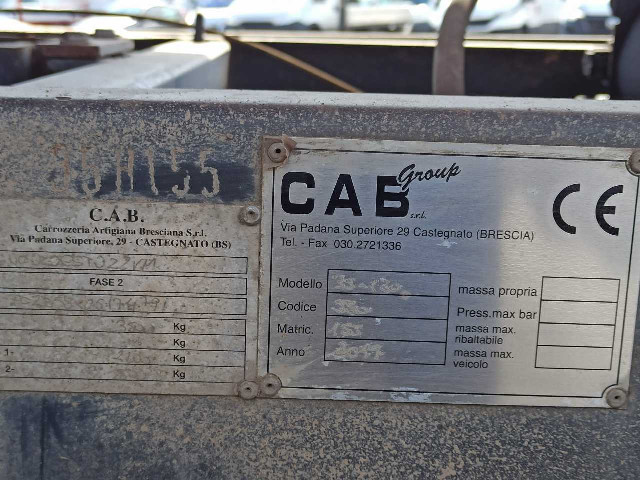 C.A.B.
Carrozzeria Artigiana Bresciana S.r.l.
Via Padana Superiore, 29 - CASTEGNATO (BS)
FASE 2
Kg
Kg
1- Kg
2- Kg
CAB Group s.r.l.
Via Padana Superiore 29 Castegnato (BRESCIA)
Tel. - Fax 030.2721336
CE
Modello
Codice
Matric.
Anno
massa propria
Press.max bar
massa max.
ribaltabile
massa max.
veicolo